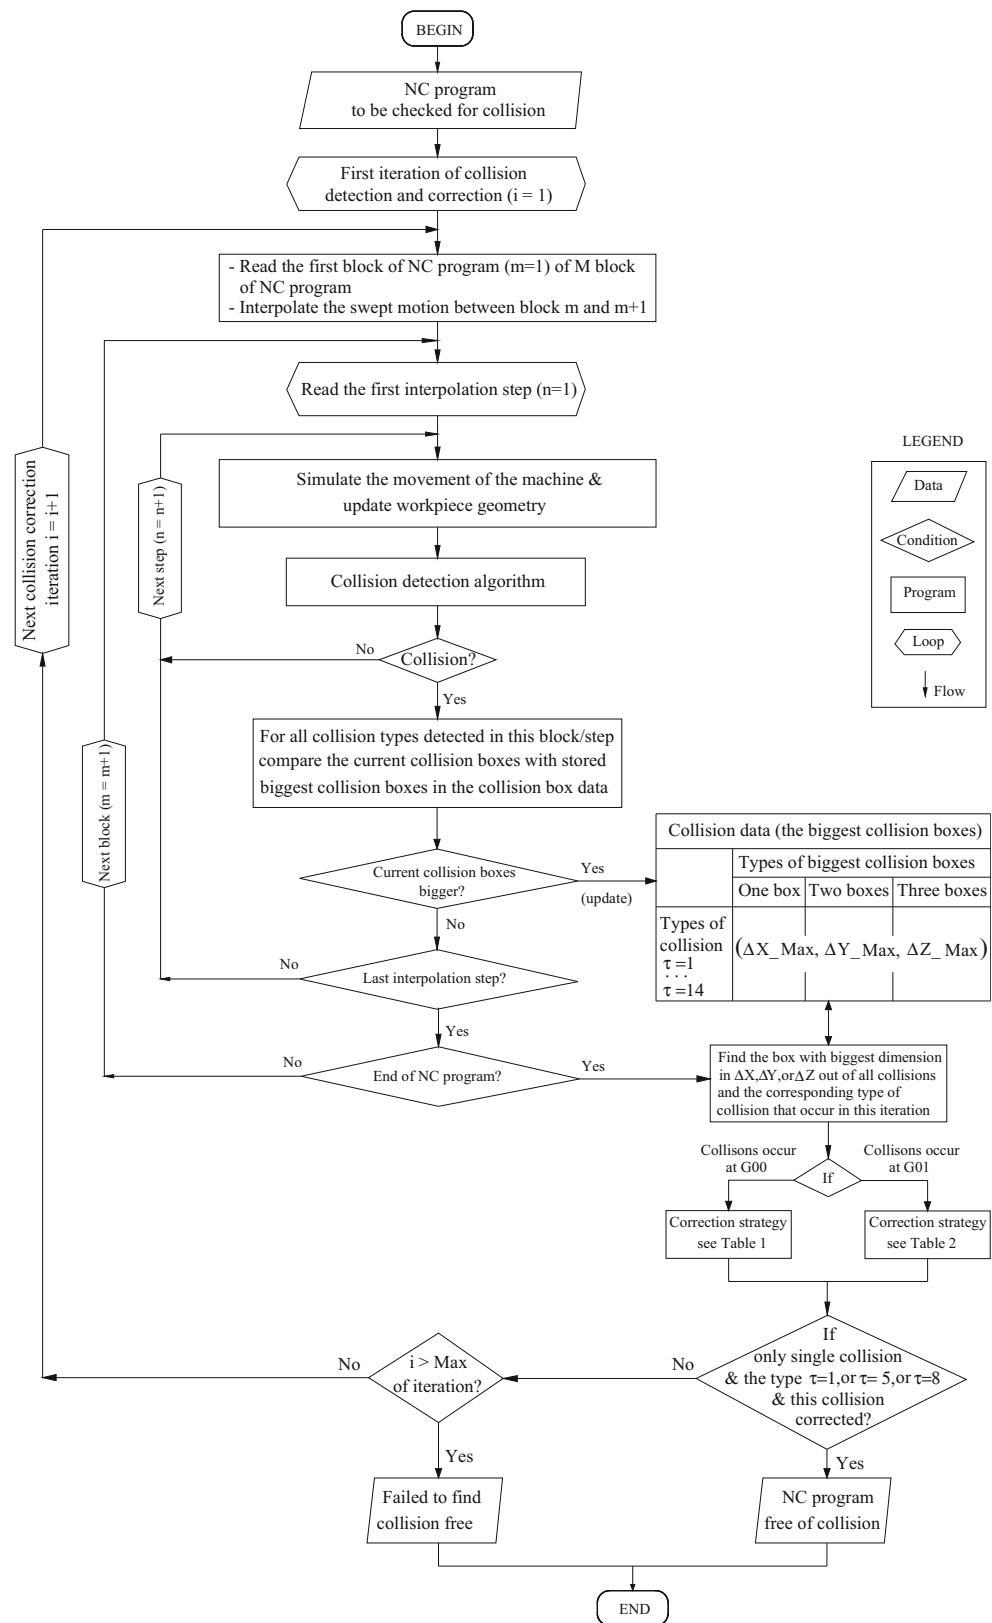 BEGIN
NC program
to be checked for collision
First iteration of collision
detection and correction (i = 1)
- Read the first block of NC program (m=1) of M block
of NC program
- Interpolate the swept motion between block m and m+1
Read the first interpolation step (n=1)
Simulate the movement of the machine &
update workpiece geometry
Collision detection algorithm
Collision?
No
Yes
Next step (n = n+1)
Next block (m = m+1)
Next collision correction
iteration i = i+1
LEGEND
Data
Condition
Program
Loop
Flow
For all collision types detected in this block/step
compare the current collision boxes with stored
biggest collision boxes in the collision box data
Current collision boxes
bigger?
Yes
(update)
No
Collision data (the biggest collision boxes)
Types of biggest collision boxes
One box
Two boxes
Three boxes
Types of
collision
τ =1
. . .
τ =14
(ΔX_ Max, ΔY_ Max, ΔZ_ Max)
Last interpolation step?
No
Yes
End of NC program?
No
Yes
Find the box with biggest dimension
in ΔX,ΔY,or ΔZ out of all collisions
and the corresponding type of
collision that occur in this iteration
Collisons occur
at G00
If
Collisons occur
at G01
Correction strategy
see Table 1
Correction strategy
see Table 2
If
only single collision
& the type τ=1,or τ= 5,or τ=8
& this collision
corrected?
No
Yes
i > Max
of iteration?
No
Yes
Failed to find
collision free
NC program
free of collision
END